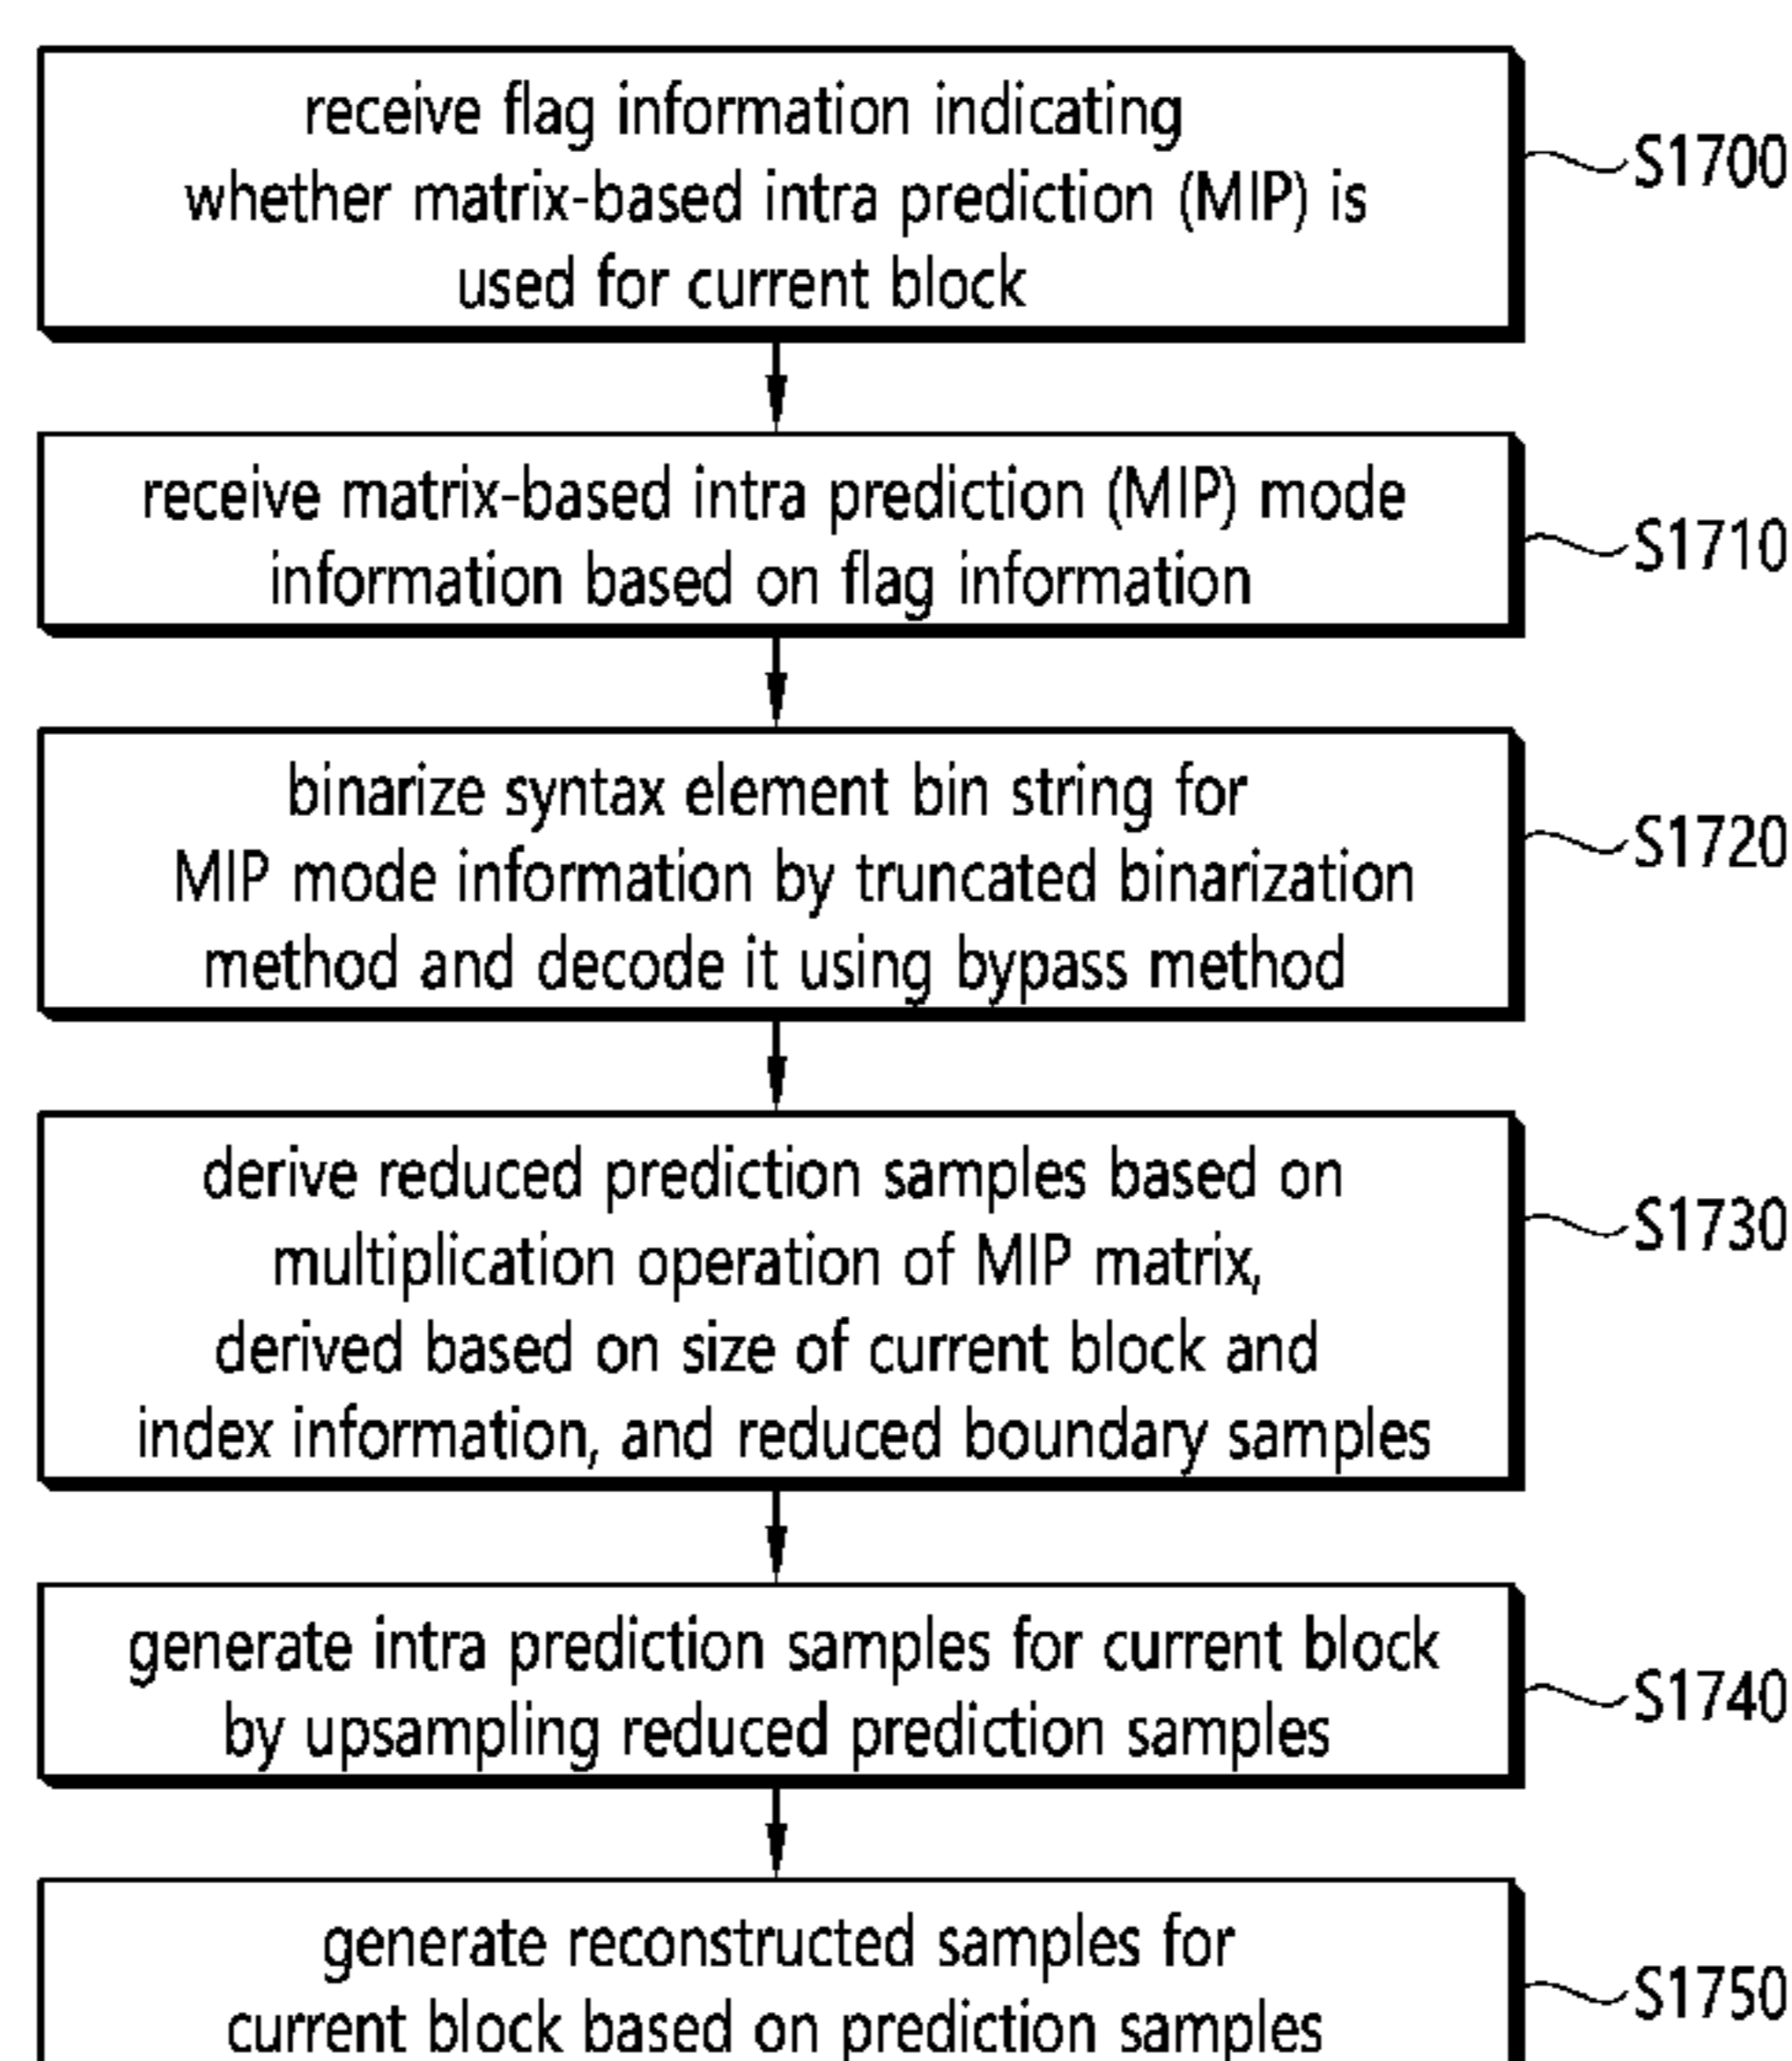 receive flag information indicating
whether matrix-based intra prediction (MIP) is
used for current block
S1700
receive matrix-based intra prediction (MIP) mode
information based on flag information
S1710
binarize syntax element bin string for
MIP mode information by truncated binarization
method and decode it using bypass method
S1720
derive reduced prediction samples based on
multiplication operation of MIP matrix,
derived based on size of current block and
index information, and reduced boundary samples
S1730
generate intra prediction samples for current block
by upsampling reduced prediction samples
S1740
generate reconstructed samples for
current block based on prediction samples
S1750